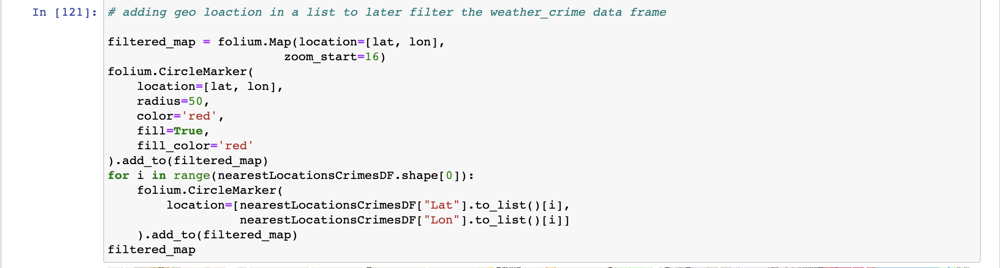 In [121]: # adding geo loaction in a list to later filter the weather_crime data frame

filtered_map = folium.Map(location=[lat, lon],
                        zoom_start=16)
folium.CircleMarker(
    location=[lat, lon],
    radius=50,
    color='red',
    fill=True,
    fill_color='red'
).add_to(filtered_map)
for i in range(nearestLocationsCrimesDF.shape[0]):
    folium.CircleMarker(
        location=[nearestLocationsCrimesDF["Lat"].to_list()[i],
                  nearestLocationsCrimesDF["Lon"].to_list()[i]]
    ).add_to(filtered_map)
filtered_map